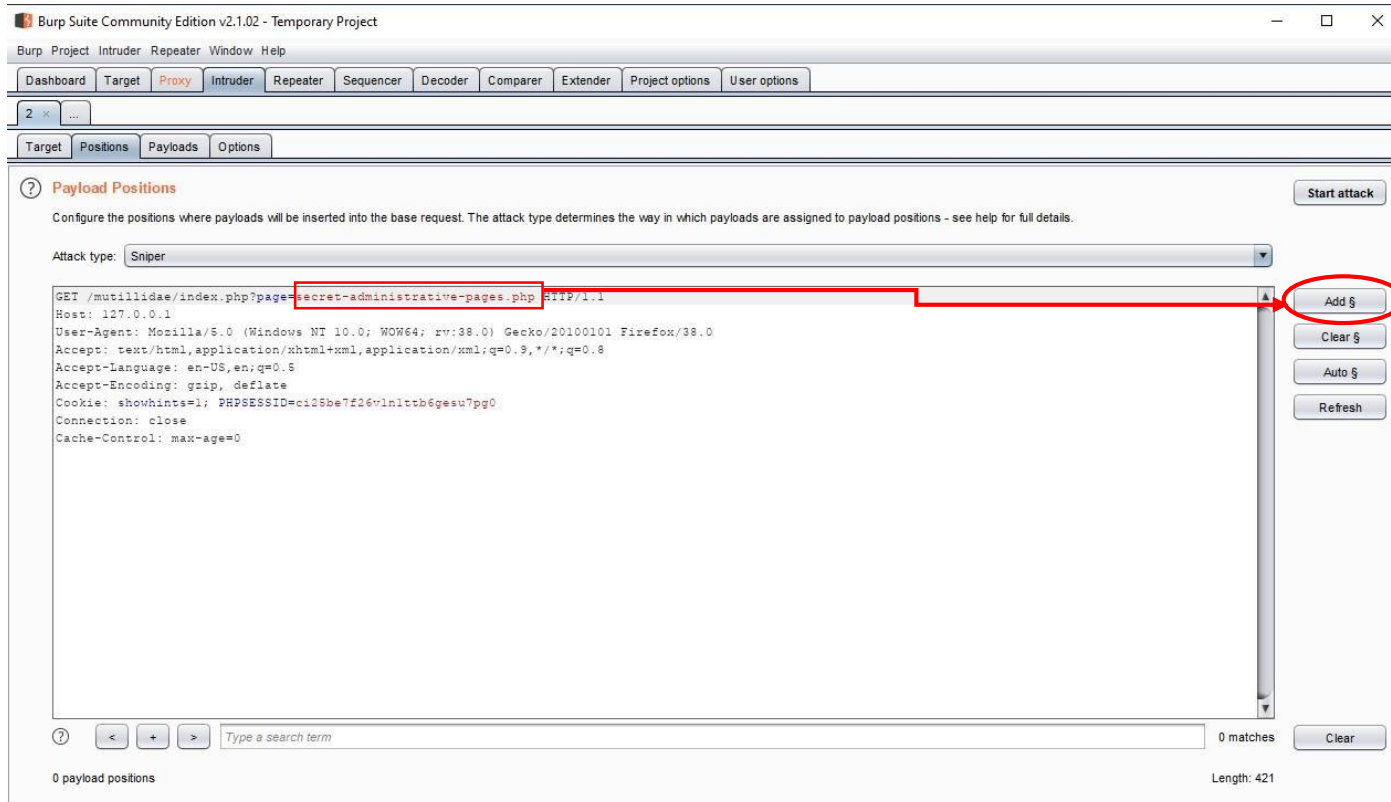 Burp Suite Community Edition v2.1.02 - Temporary Project
Burp Project Intruder Repeater Window Help
Dashboard Target Proxy Intruder Repeater Sequencer Decoder Comparer Extender Project options User options
2 × ...
Target Positions Payloads Options
? Payload Positions
Start attack
Configure the positions where payloads will be inserted into the base request. The attack type determines the way in which payloads are assigned to payload positions - see help for full details.
Attack type: Sniper
GET /mutillidae/index.php?page=secret-administrative-pages.php HTTP/1.1
Host: 127.0.0.1
User-Agent: Mozilla/5.0 (Windows NT 10.0; WOW64; rv:38.0) Gecko/20100101 Firefox/38.0
Accept: text/html,application/xhtml+xml,application/xml;q=0.9,*/*;q=0.8
Accept-Language: en-US,en;q=0.5
Accept-Encoding: gzip, deflate
Cookie: showhints=1; PHPSESSID=ci25be7f26v1n1ttb6gesu7pg0
Connection: close
Cache-Control: max-age=0
Add §
Clear §
Auto §
Refresh
? < + > Type a search term 0 matches Clear
0 payload positions Length: 421